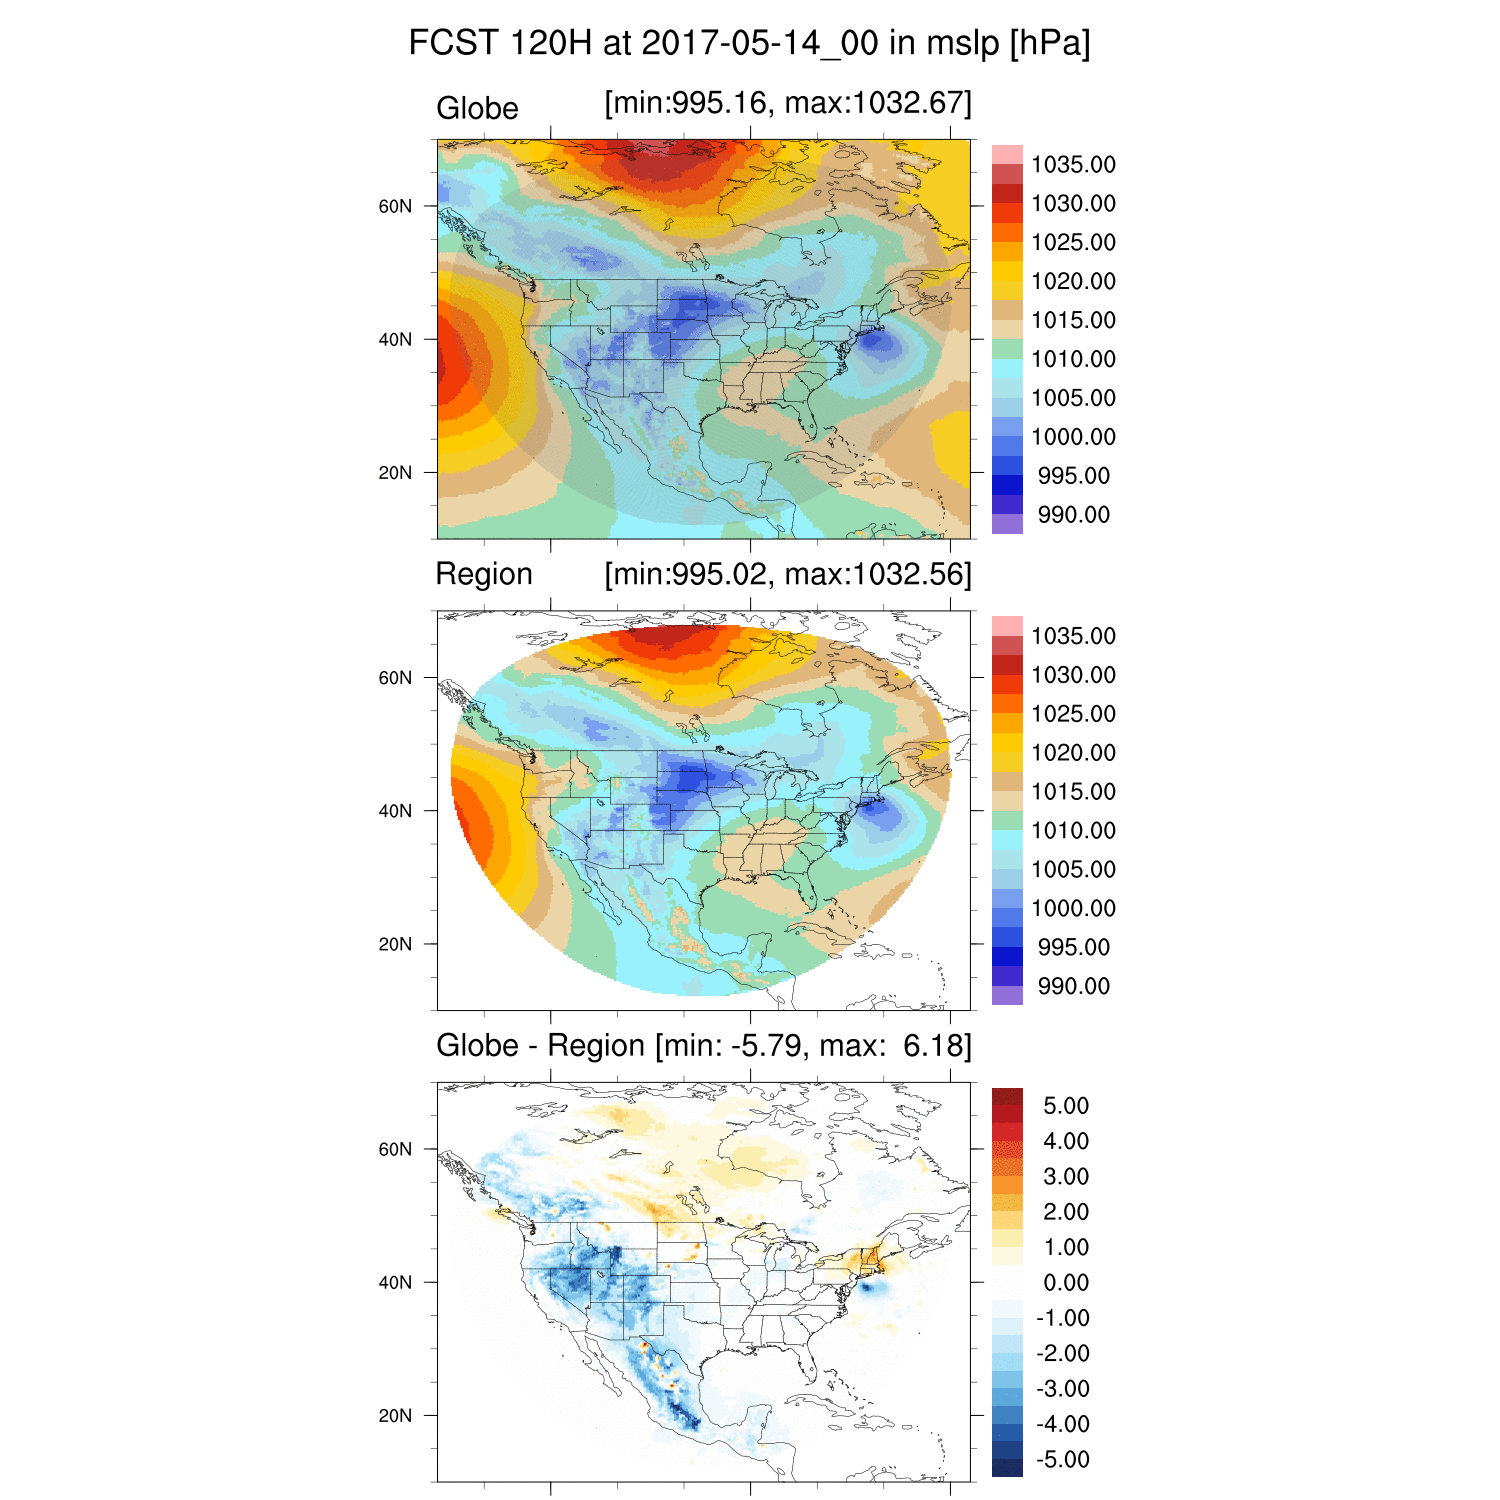 FCST 120H at 2017-05-14_00 in mslp [hPa]
Globe [min:995.16, max:1032.67]
60N
40N
20N
1035.00
1030.00
1025.00
1020.00
1015.00
1010.00
1005.00
1000.00
995.00
990.00
Region [min:995.02, max:1032.56]
60N
40N
20N
1035.00
1030.00
1025.00
1020.00
1015.00
1010.00
1005.00
1000.00
995.00
990.00
Globe - Region [min: -5.79, max: 6.18]
60N
40N
20N
5.00
4.00
3.00
2.00
1.00
0.00
-1.00
-2.00
-3.00
-4.00
-5.00